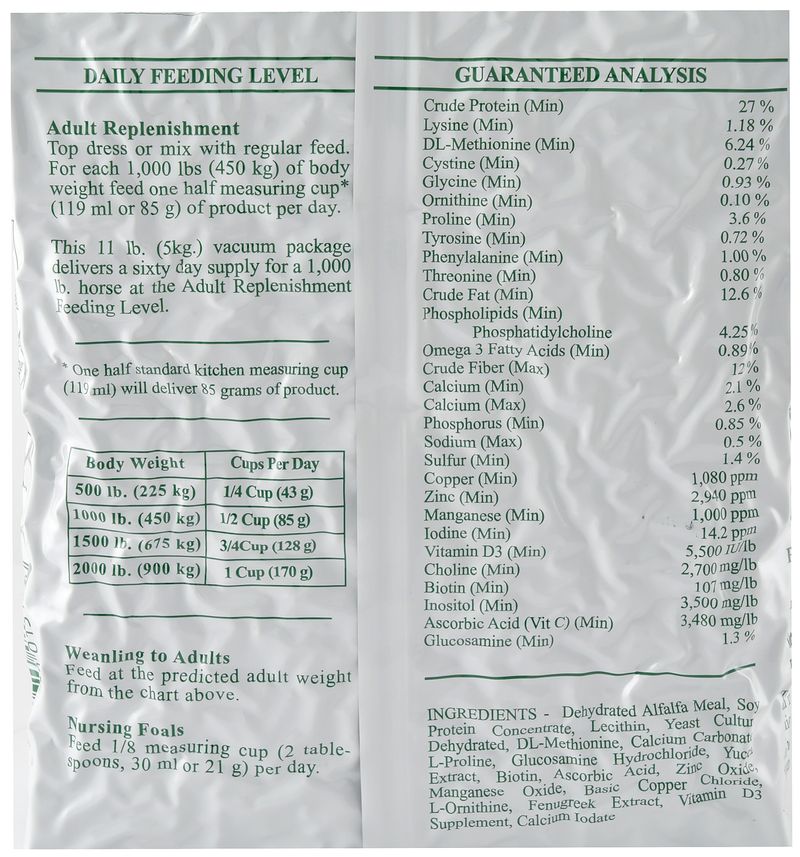 DAILY FEEDING LEVEL
Adult Replenishment
Top dress or mix with regular feed.
For each 1,000 lbs (450 kg) of body
weight feed one half measuring cup*
(119 ml or 85 g) of product per day.
This 11 lb. (5kg.) vacuum package
delivers a sixty day supply for a 1,000
lb. horse at the Adult Replenishment
Feeding Level.
* One half standard kitchen measuring cup
(119 ml) will deliver 85 grams of product.
Body Weight Cups Per Day
500 lb. (225 kg) 1/4 Cup (43 g)
1000 lb. (450 kg) 1/2 Cup (85 g)
1500 lb. (675 kg) 3/4Cup (128 g)
2000 lb. (900 kg) 1 Cup (170 g)
Weanling to Adults
Feed at the predicted adult weight
from the chart above.
Nursing Foals
Feed 1/8 measuring cup (2 table-
spoons, 30 ml or 21 g) per day.
GUARANTEED ANALYSIS
Crude Protein (Min) 27 %
Lysine (Min) 1.18 %
DL-Methionine (Min) 6.24 %
Cystine (Min) 0.27 %
Glycine (Min) 0.93 %
Ornithine (Min) 0.10 %
Proline (Min) 3.6 %
Tyrosine (Min) 0.72 %
Phenylalanine (Min) 1.00 %
Threonine (Min) 0.80 %
Crude Fat (Min) 12.6 %
Phospholipids (Min)
Phosphatidylcholine 4.25%
Omega 3 Fatty Acids (Min) 0.89%
Crude Fiber (Max) 12%
Calcium (Min) 2.1 %
Calcium (Max) 2.6 %
Phosphorus (Min) 0.85 %
Sodium (Max) 0.5 %
Sulfur (Min) 1.4 %
Copper (Min) 1,080 ppm
Zinc (Min) 2,940 ppm
Manganese (Min) 1,000 ppm
Iodine (Min) 14.2 ppm
Vitamin D3 (Min) 5,500 IU/lb
Choline (Min) 2,700 mg/lb
Biotin (Min) 107 mg/lb
Inositol (Min) 3,500 mg/lb
Ascorbic Acid (Vit C) (Min) 3,480 mg/lb
Glucosamine (Min) 1.3 %
INGREDIENTS - Dehydrated Alfalfa Meal, Soy
Protein Concentrate, Lecithin, Yeast Cultur
Dehydrated, DL-Methionine, Calcium Carbonat
L-Proline, Glucosamine Hydrochloride, Yucc
Extract, Biotin, Ascorbic Acid, Zinc Oxide,
Manganese Oxide, Basic Copper Chloride,
L-Ornithine, Fenugreek Extract, Vitamin D3
Supplement, Calcium Iodate